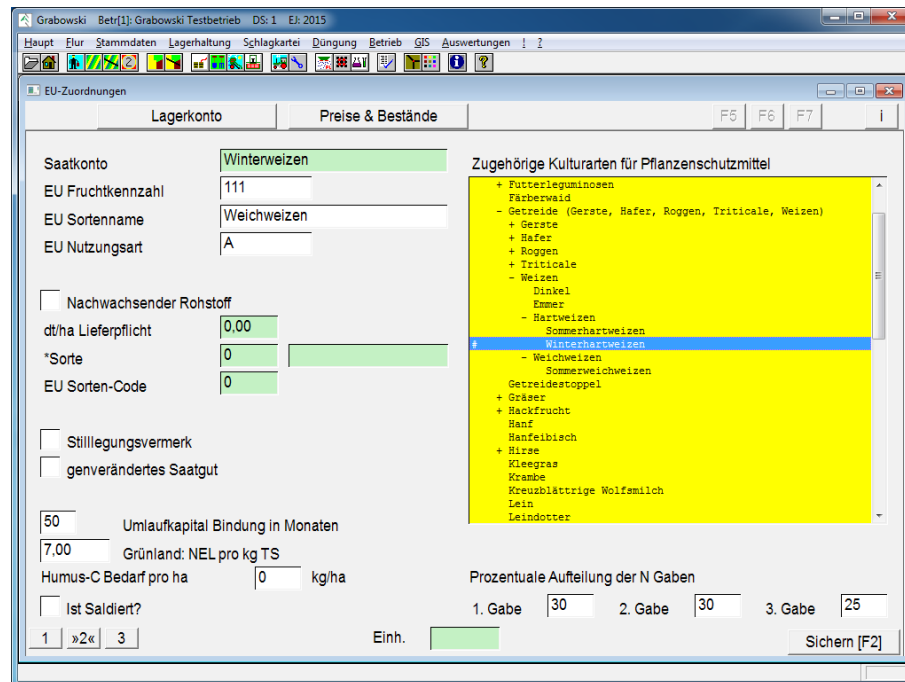 Grabowski Betr[1]: Grabowski Testbetrieb DS: 1 EJ: 2015
Haupt Flur Stammdaten Lagerhaltung Schlagkartei Düngung Betrieb GIS Auswertungen ! ?
EU-Zuordnungen
Lagerkonto Preise & Bestände F5 F6 F7 i
Saatkonto Winterweizen
EU Fruchtkennzahl 111
EU Sortenname Weichweizen
EU Nutzungsart A
Nachwachsender Rohstoff
dt/ha Lieferpflicht 0,00
*Sorte 0
EU Sorten-Code 0
Stilllegungsvermerk
genverändertes Saatgut
50 Umlaufkapital Bindung in Monaten
7,00 Grünland: NEL pro kg TS
Humus-C Bedarf pro ha 0 kg/ha
Ist Saldiert?
Zugehörige Kulturarten für Pflanzenschutzmittel
+ Futterleguminosen
Färberwaid
- Getreide (Gerste, Hafer, Roggen, Triticale, Weizen)
+ Gerste
+ Hafer
+ Roggen
+ Triticale
- Weizen
Dinkel
Emmer
- Hartweizen
Sommerhartweizen
# Winterhartweizen
- Weichweizen
Sommerweichweizen
Getreidestoppel
+ Gräser
+ Hackfrucht
Hanf
Hanfeibisch
+ Hirse
Kleegras
Krambe
Kreuzblättrige Wolfsmilch
Lein
Leindotter
Prozentuale Aufteilung der N Gaben
1. Gabe 30 2. Gabe 30 3. Gabe 25
1 »2« 3 Einh. Sichern [F2]